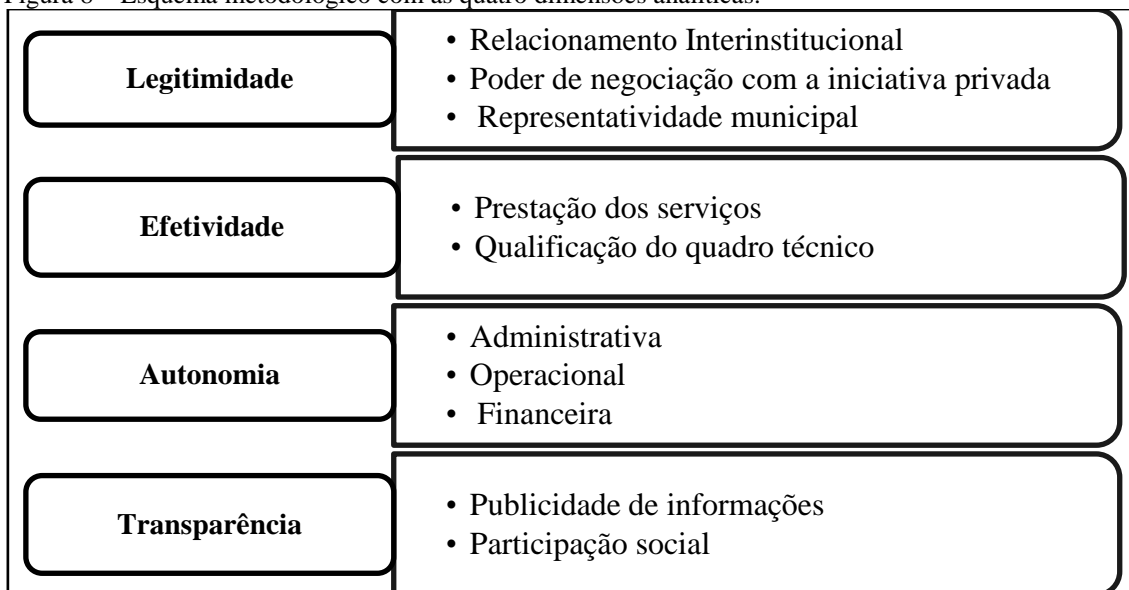 Figura 8 – Esquema metodológico com as quatro dimensões analíticas.
Legitimidade
• Relacionamento Interinstitucional
• Poder de negociação com a iniciativa privada
• Representatividade municipal
Efetividade
• Prestação dos serviços
• Qualificação do quadro técnico
Autonomia
• Administrativa
• Operacional
• Financeira
Transparência
• Publicidade de informações
• Participação social